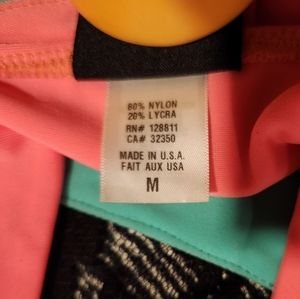 80% NYLON
20% LYCRA
RN# 128811
CA# 32350
MADE IN U.S.A.
FAIT AUX USA
M